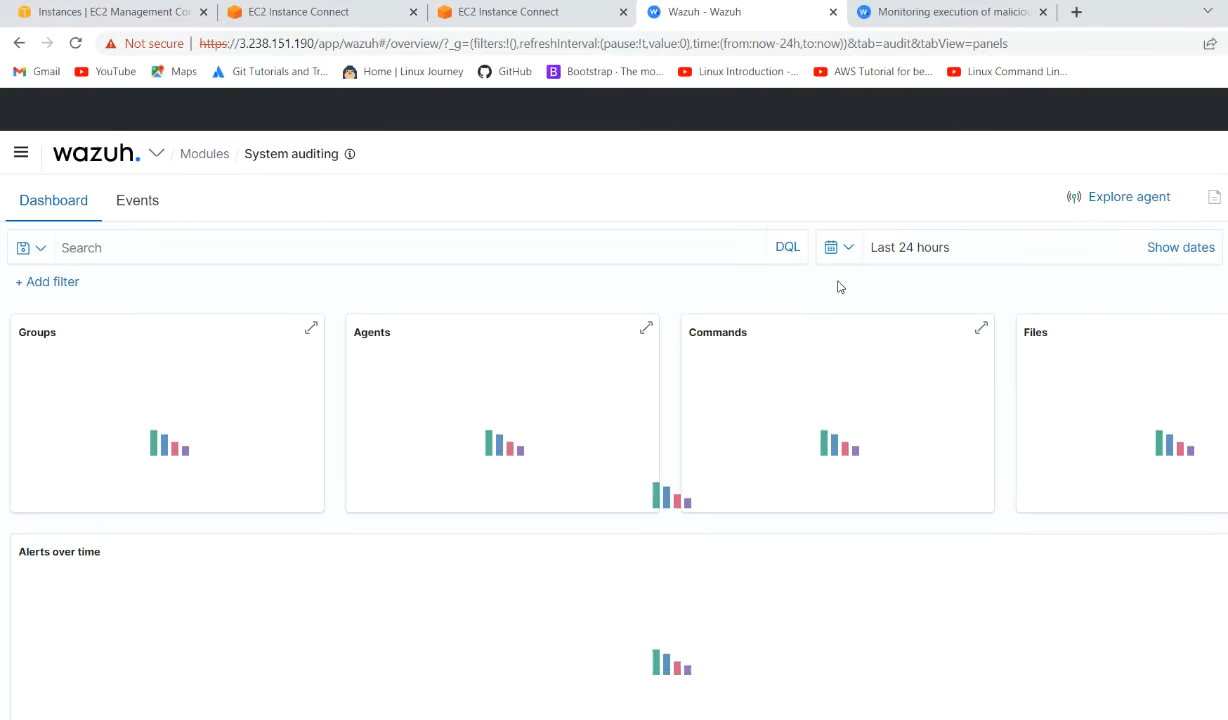 Instances | EC2 Management Con
EC2 Instance Connect
EC2 Instance Connect
Wazuh - Wazuh
Monitoring execution of maliciou
Not secure | https://3.238.151.190/app/wazuh#/overview/?_g=(filters:!(),refreshInterval:(pause:!t,value:0),time:(from:now-24h,to:now))&tab=audit&tabView=panels
Gmail
YouTube
Maps
Git Tutorials and Tr...
Home | Linux Journey
GitHub
Bootstrap · The mo...
Linux Introduction -...
AWS Tutorial for be...
Linux Command Lin...
wazuh. / Modules / System auditing
Dashboard
Events
Explore agent
Search
DQL
Last 24 hours
Show dates
+ Add filter
Groups
Agents
Commands
Files
Alerts over time